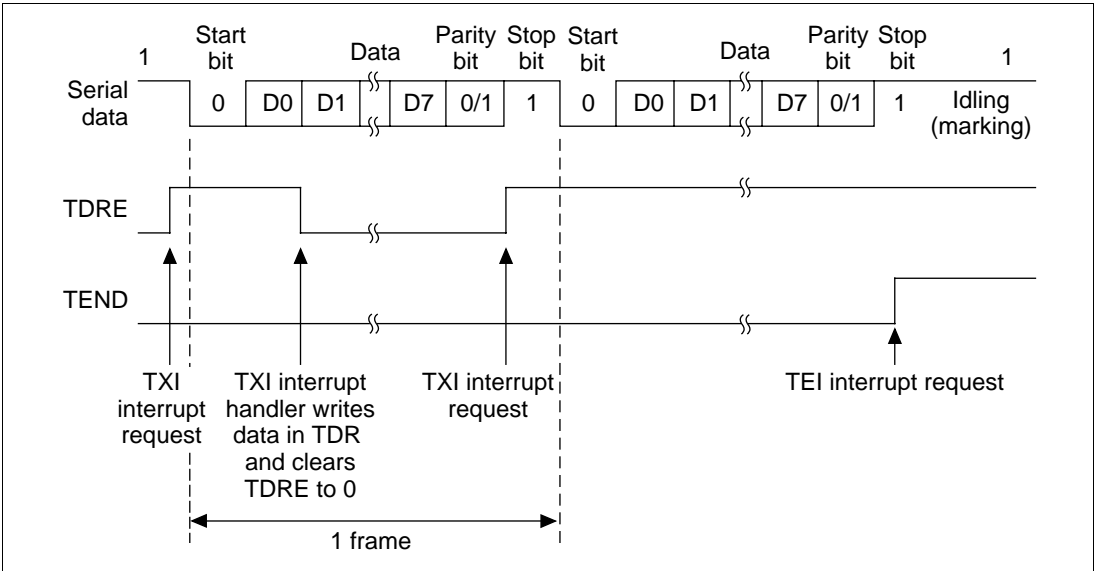 1 Start bit Data Parity bit Stop bit Start bit Data Parity bit Stop bit 1
Serial data 0 D0 D1 D7 0/1 1 0 D0 D1 D7 0/1 1 Idling (marking)
TDRE
TEND
TXI interrupt request
TXI interrupt handler writes data in TDR and clears TDRE to 0
TXI interrupt request
TEI interrupt request
1 frame